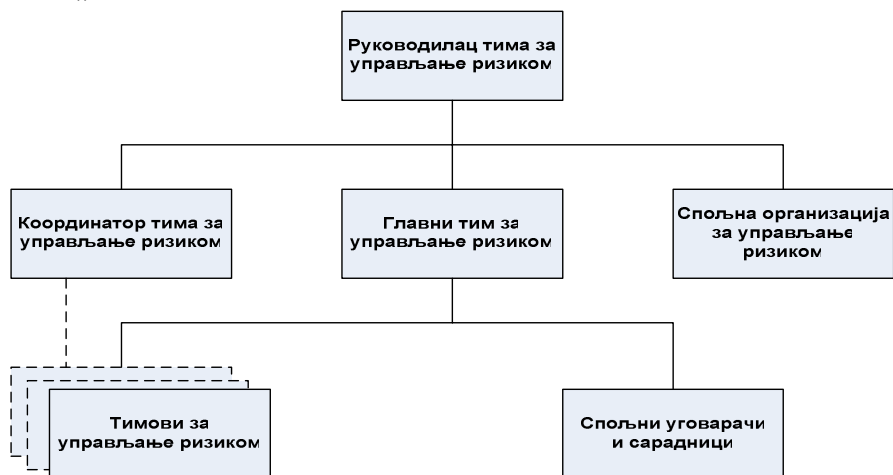 Руководилац тима за
управљање ризиком
Координатор тима за
управљање ризиком
Главни тим за
управљање ризиком
Спољна организација
за управљање
ризиком
Тимови за
управљање ризиком
Спољни уговарачи
и сарадници